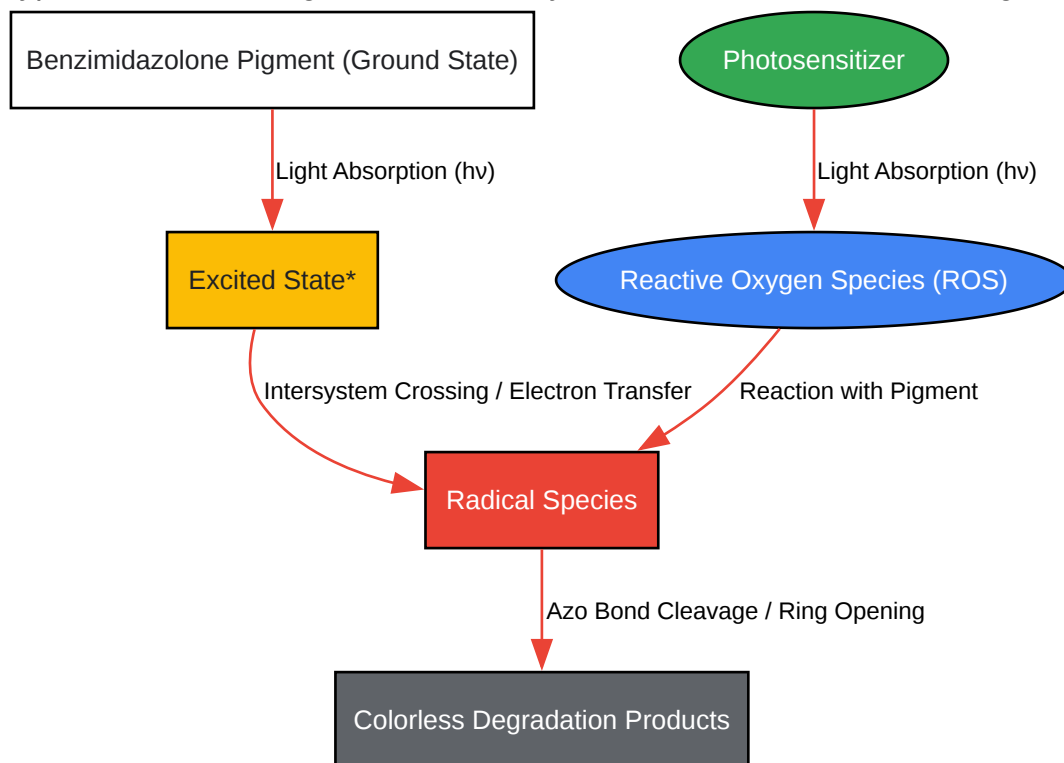 Benzimidazolone Pigment (Ground State)
Photosensitizer
Light Absorption (hν)
Light Absorption (hν)
Excited State*
Reactive Oxygen Species (ROS)
Intersystem Crossing / Electron Transfer
Reaction with Pigment
Radical Species
Azo Bond Cleavage / Ring Opening
Colorless Degradation Products